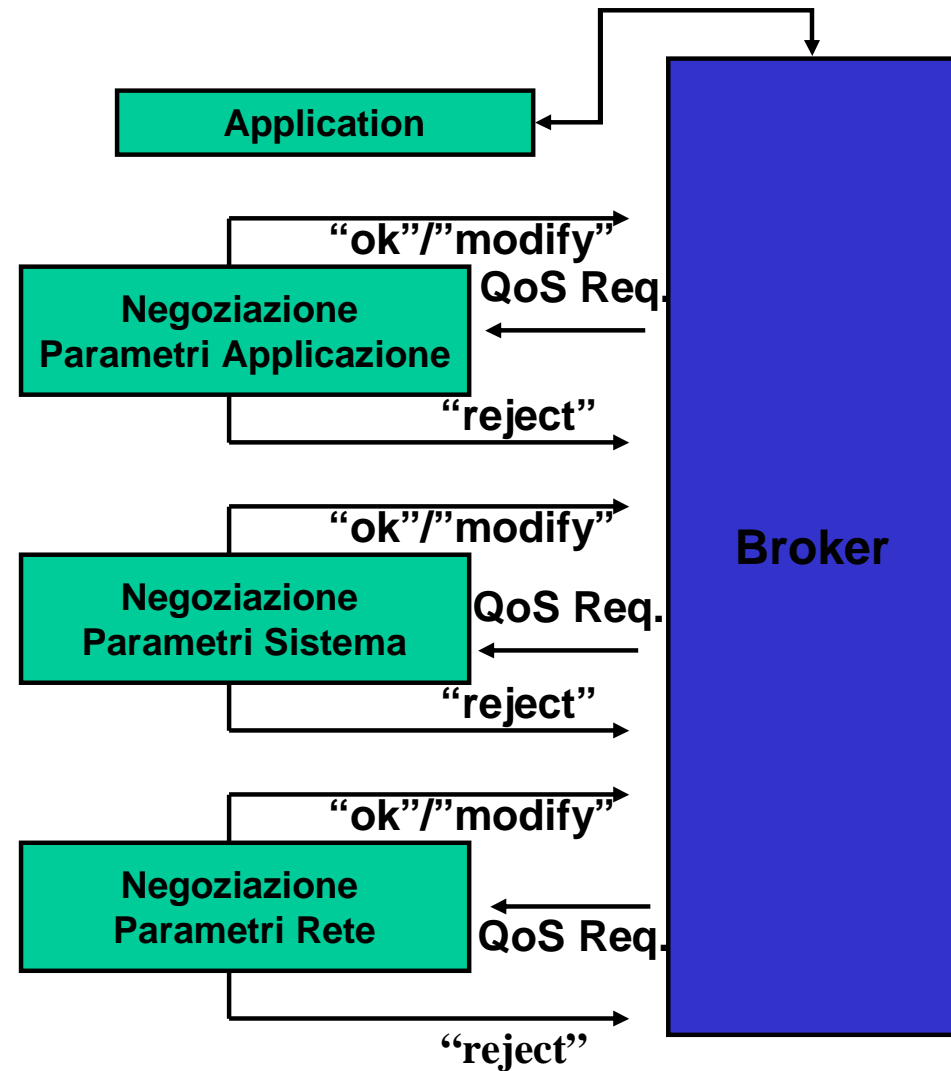 Application
“ok”/”modify”
QoS Req.
Negoziazione
Parametri Applicazione
“reject”
“ok”/”modify”
Broker
QoS Req.
Negoziazione
Parametri Sistema
“reject”
“ok”/”modify”
Negoziazione
Parametri Rete
QoS Req.
“reject”